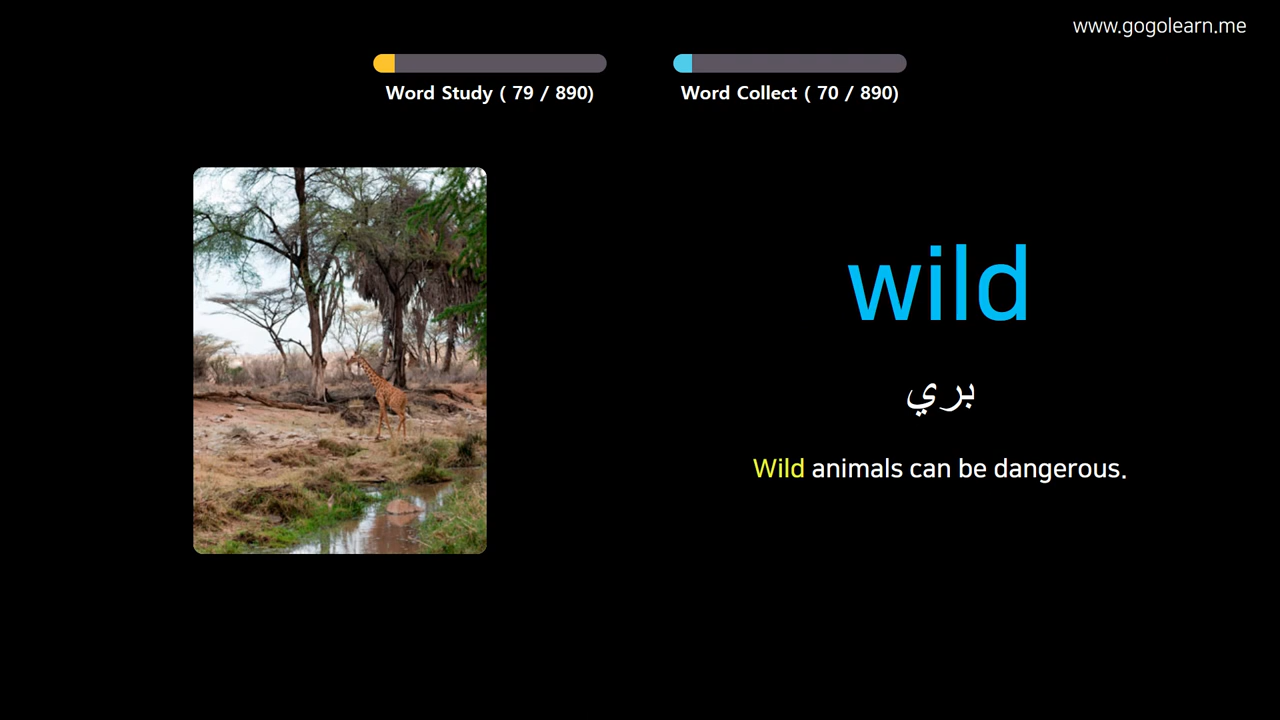 www.gogolearn.me
Word Study ( 79 / 890)
Word Collect ( 70 / 890)
wild
بري
Wild animals can be dangerous.